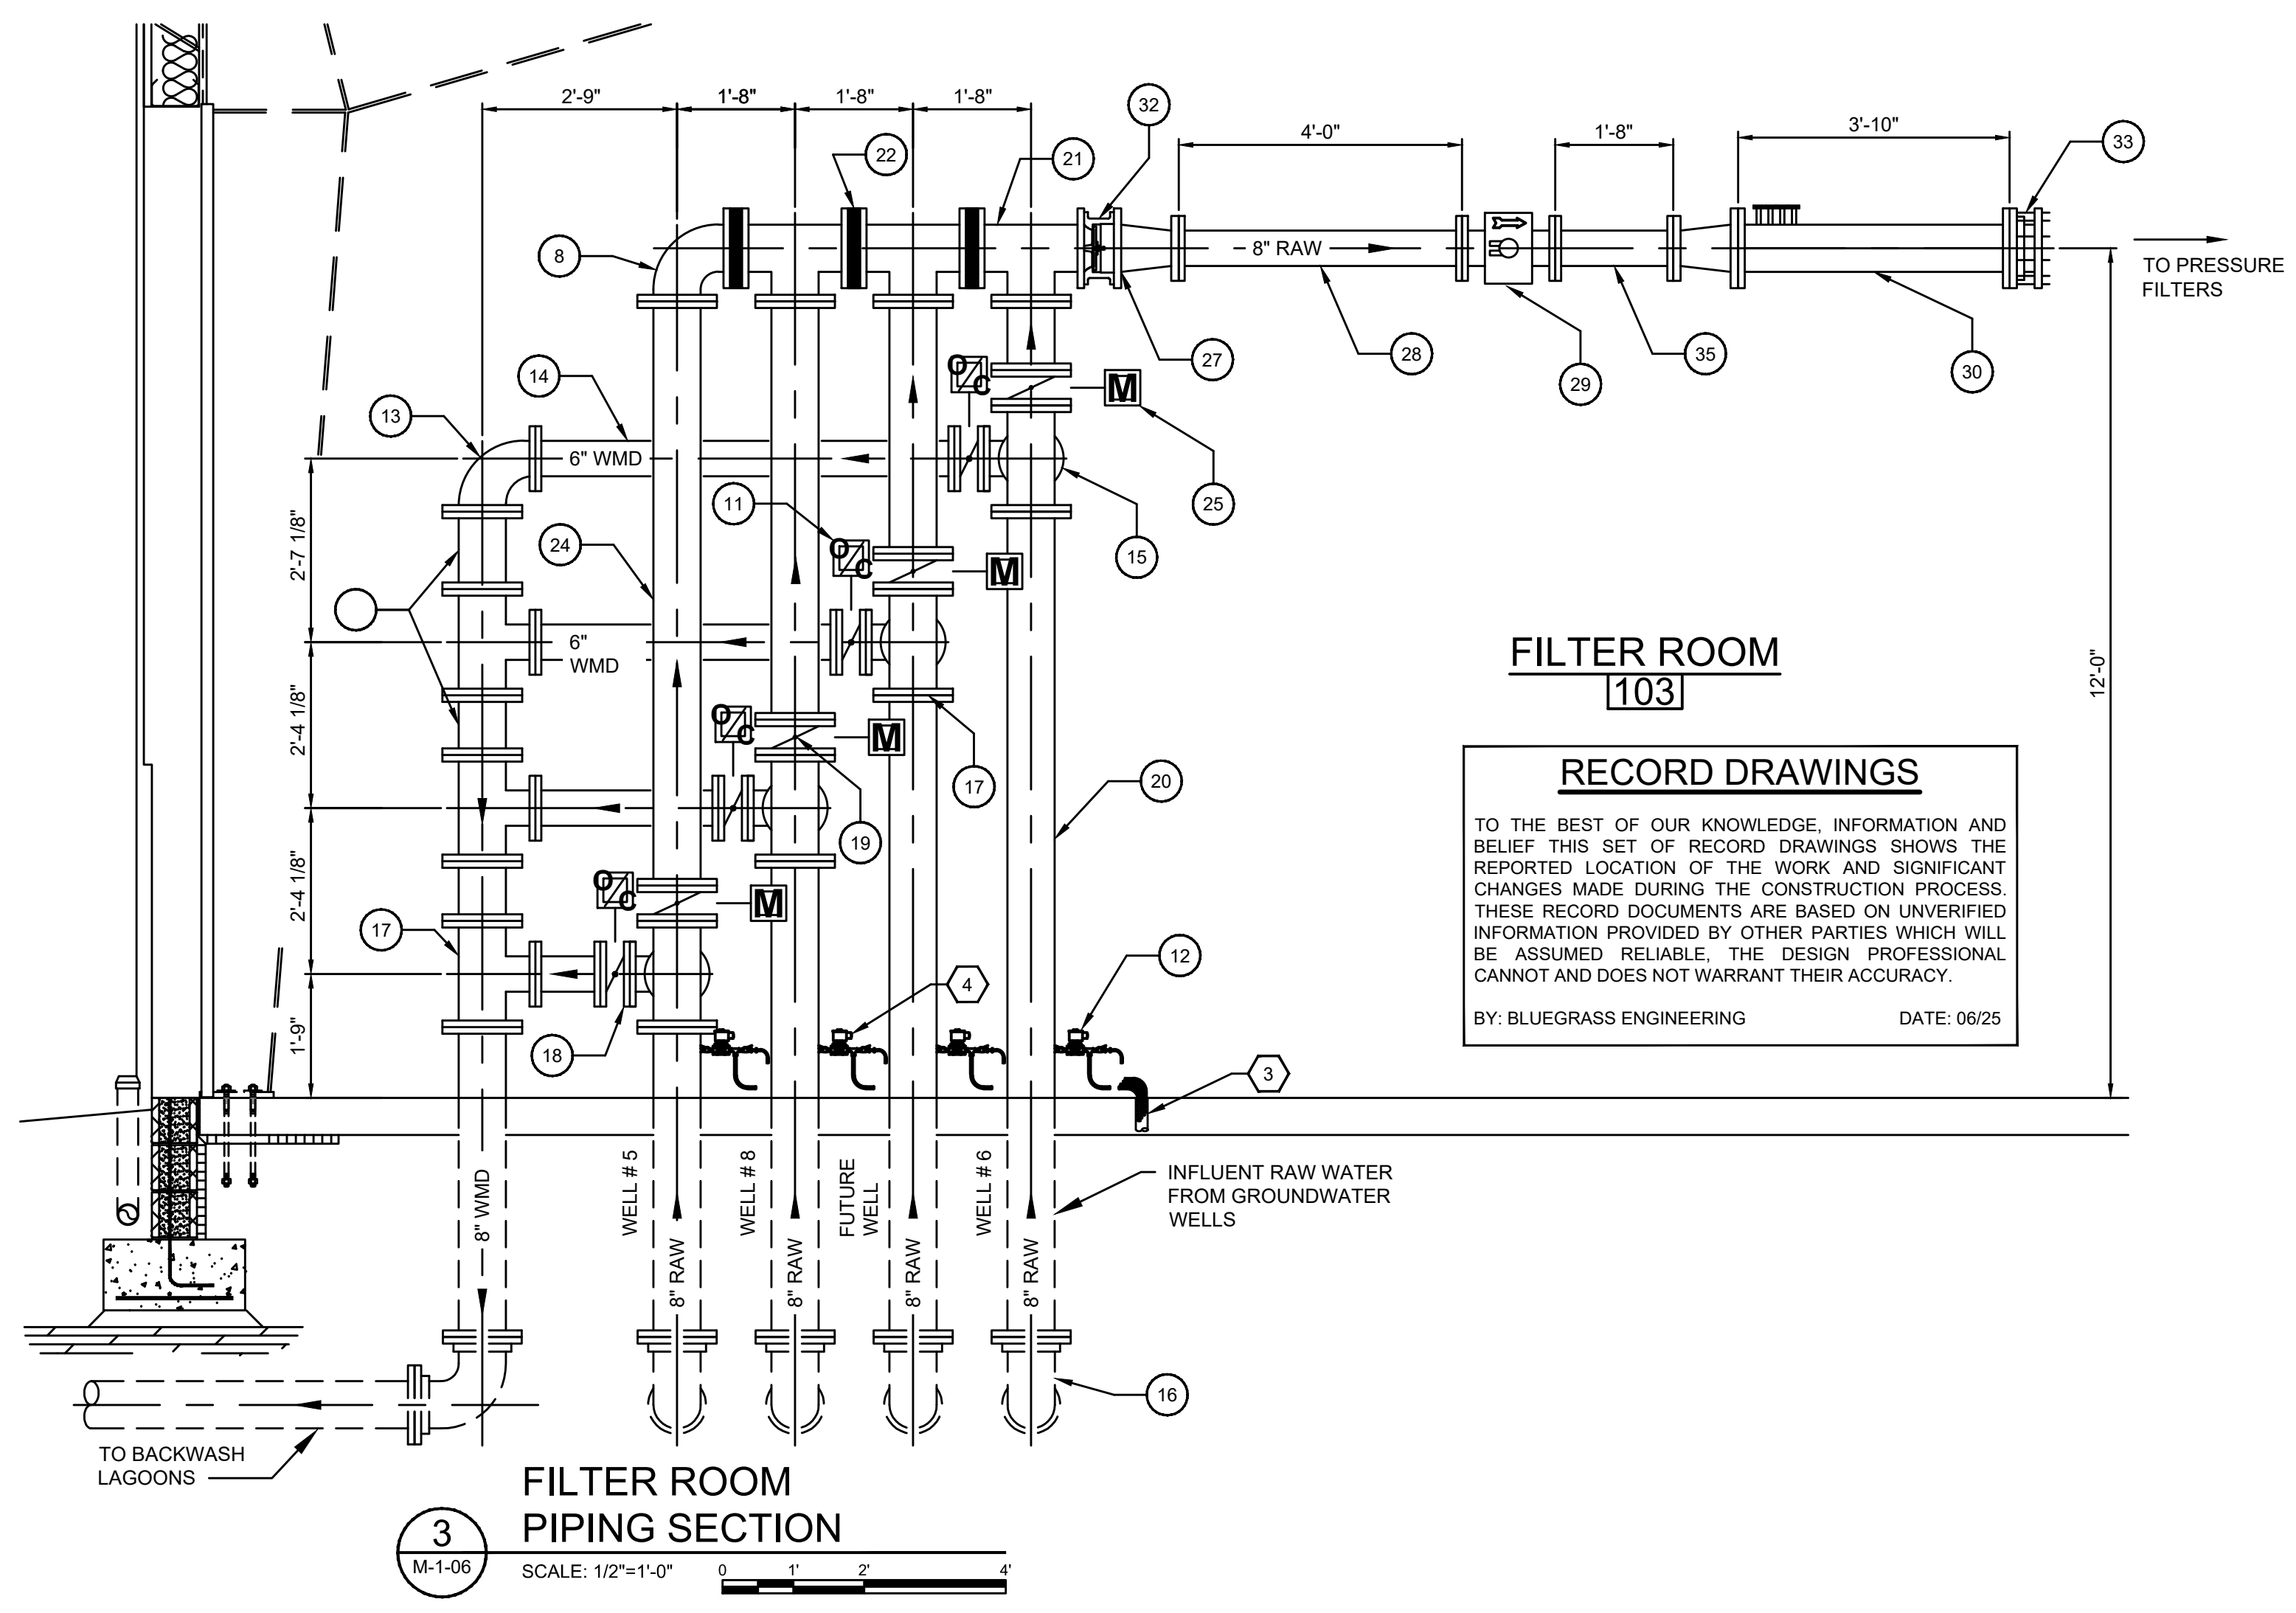 2'-9"
1'-8"
1'-8"
1'-8"
32
22
21
4'-0"
1'-8"
3'-10"
33
8
8" RAW
TO PRESSURE
FILTERS
27
28
29
35
30
14
13
O
C
M
6" WMD
25
11
O
C
M
24
15
2'-7 1/8"
6"
WMD
17
O
C
M
19
20
2'-4 1/8"
2'-4 1/8"
O
C
M
17
18
4
12
3
1'-9"
12'-0"
FILTER ROOM
103
RECORD DRAWINGS
TO THE BEST OF OUR KNOWLEDGE, INFORMATION AND
BELIEF THIS SET OF RECORD DRAWINGS SHOWS THE
REPORTED LOCATION OF THE WORK AND SIGNIFICANT
CHANGES MADE DURING THE CONSTRUCTION PROCESS.
THESE RECORD DOCUMENTS ARE BASED ON UNVERIFIED
INFORMATION PROVIDED BY OTHER PARTIES WHICH WILL
BE ASSUMED RELIABLE, THE DESIGN PROFESSIONAL
CANNOT AND DOES NOT WARRANT THEIR ACCURACY.
BY: BLUEGRASS ENGINEERING DATE: 06/25
8" WMD
WELL # 5
8" RAW
WELL # 8
8" RAW
FUTURE
WELL
8" RAW
WELL # 6
8" RAW
INFLUENT RAW WATER
FROM GROUNDWATER
WELLS
16
TO BACKWASH
LAGOONS
3
M-1-06
FILTER ROOM
PIPING SECTION
SCALE: 1/2"=1'-0"
0 1' 2' 4'